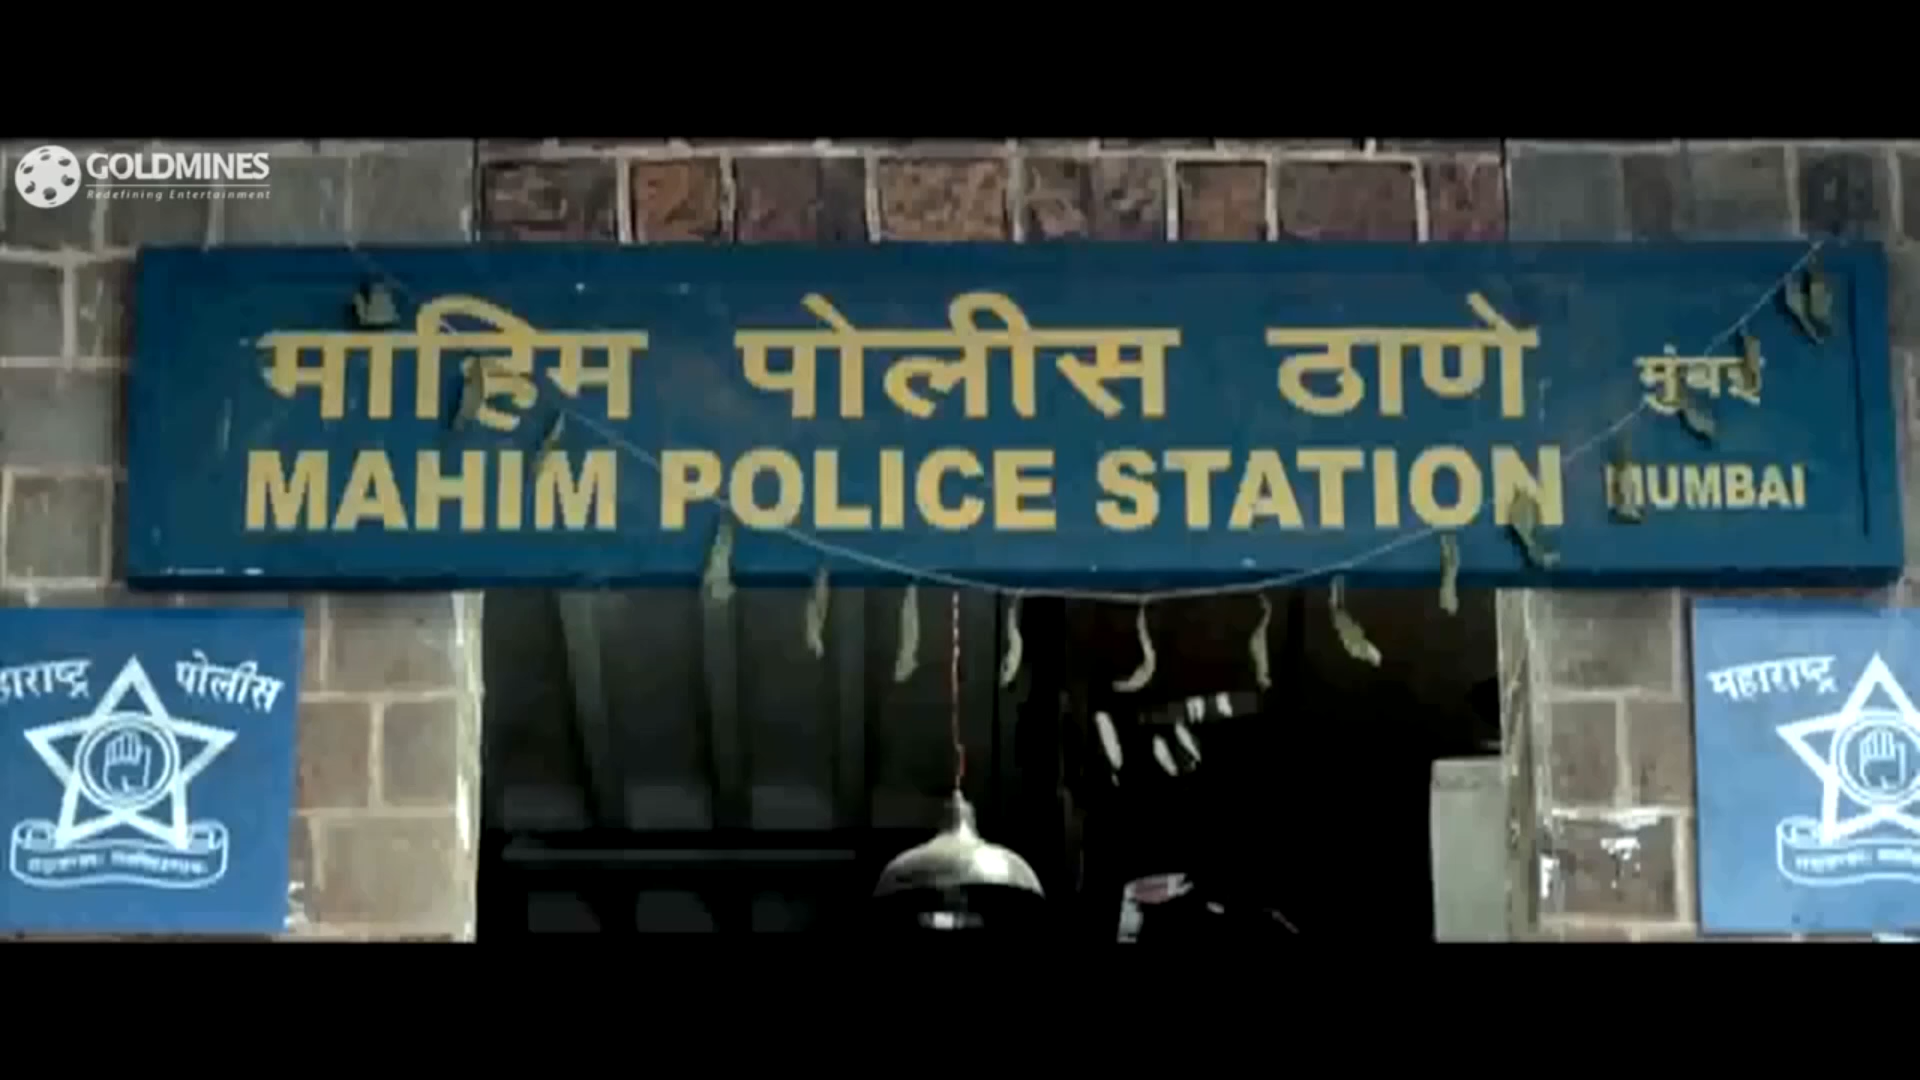 GOLDMINES
Redefining Entertainment
माहिम पोलीस ठाणे मुंबई
MAHIM POLICE STATION MUMBAI
पोलीस
महाराष्ट्र